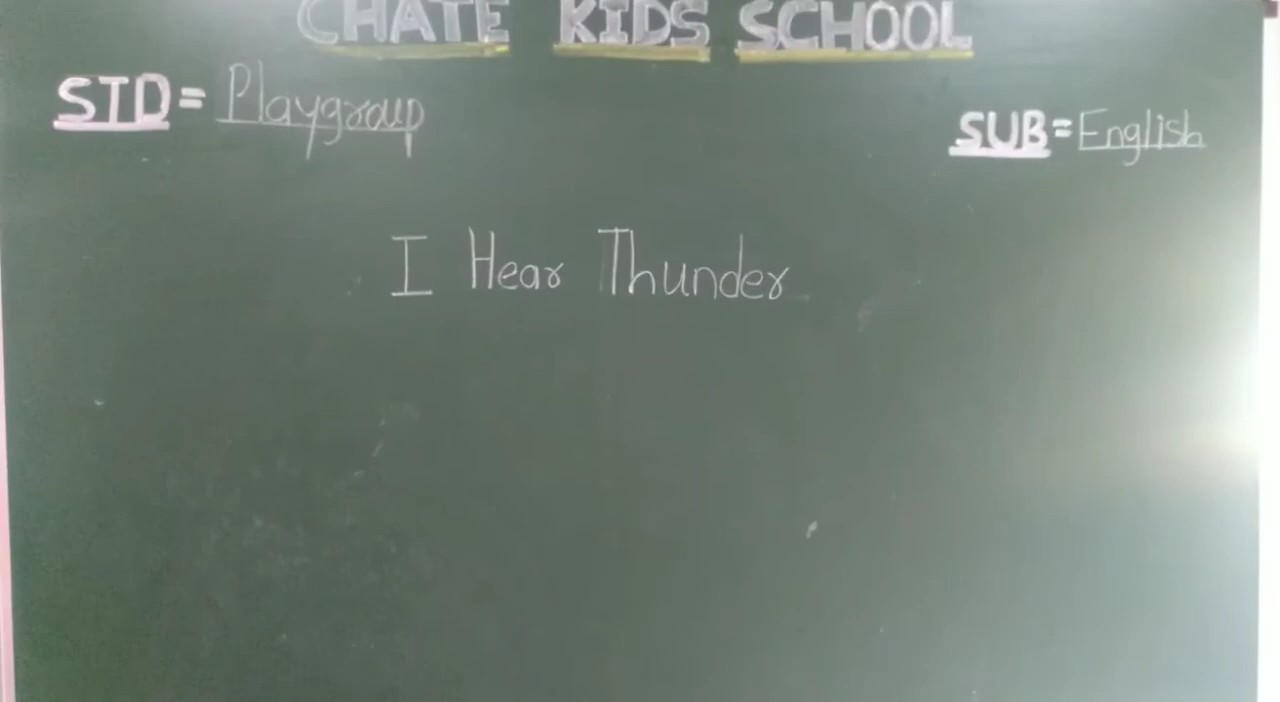 CHATE KIDS SCHOOL
STD = Playgroup
SUB = English
I Hear Thunder